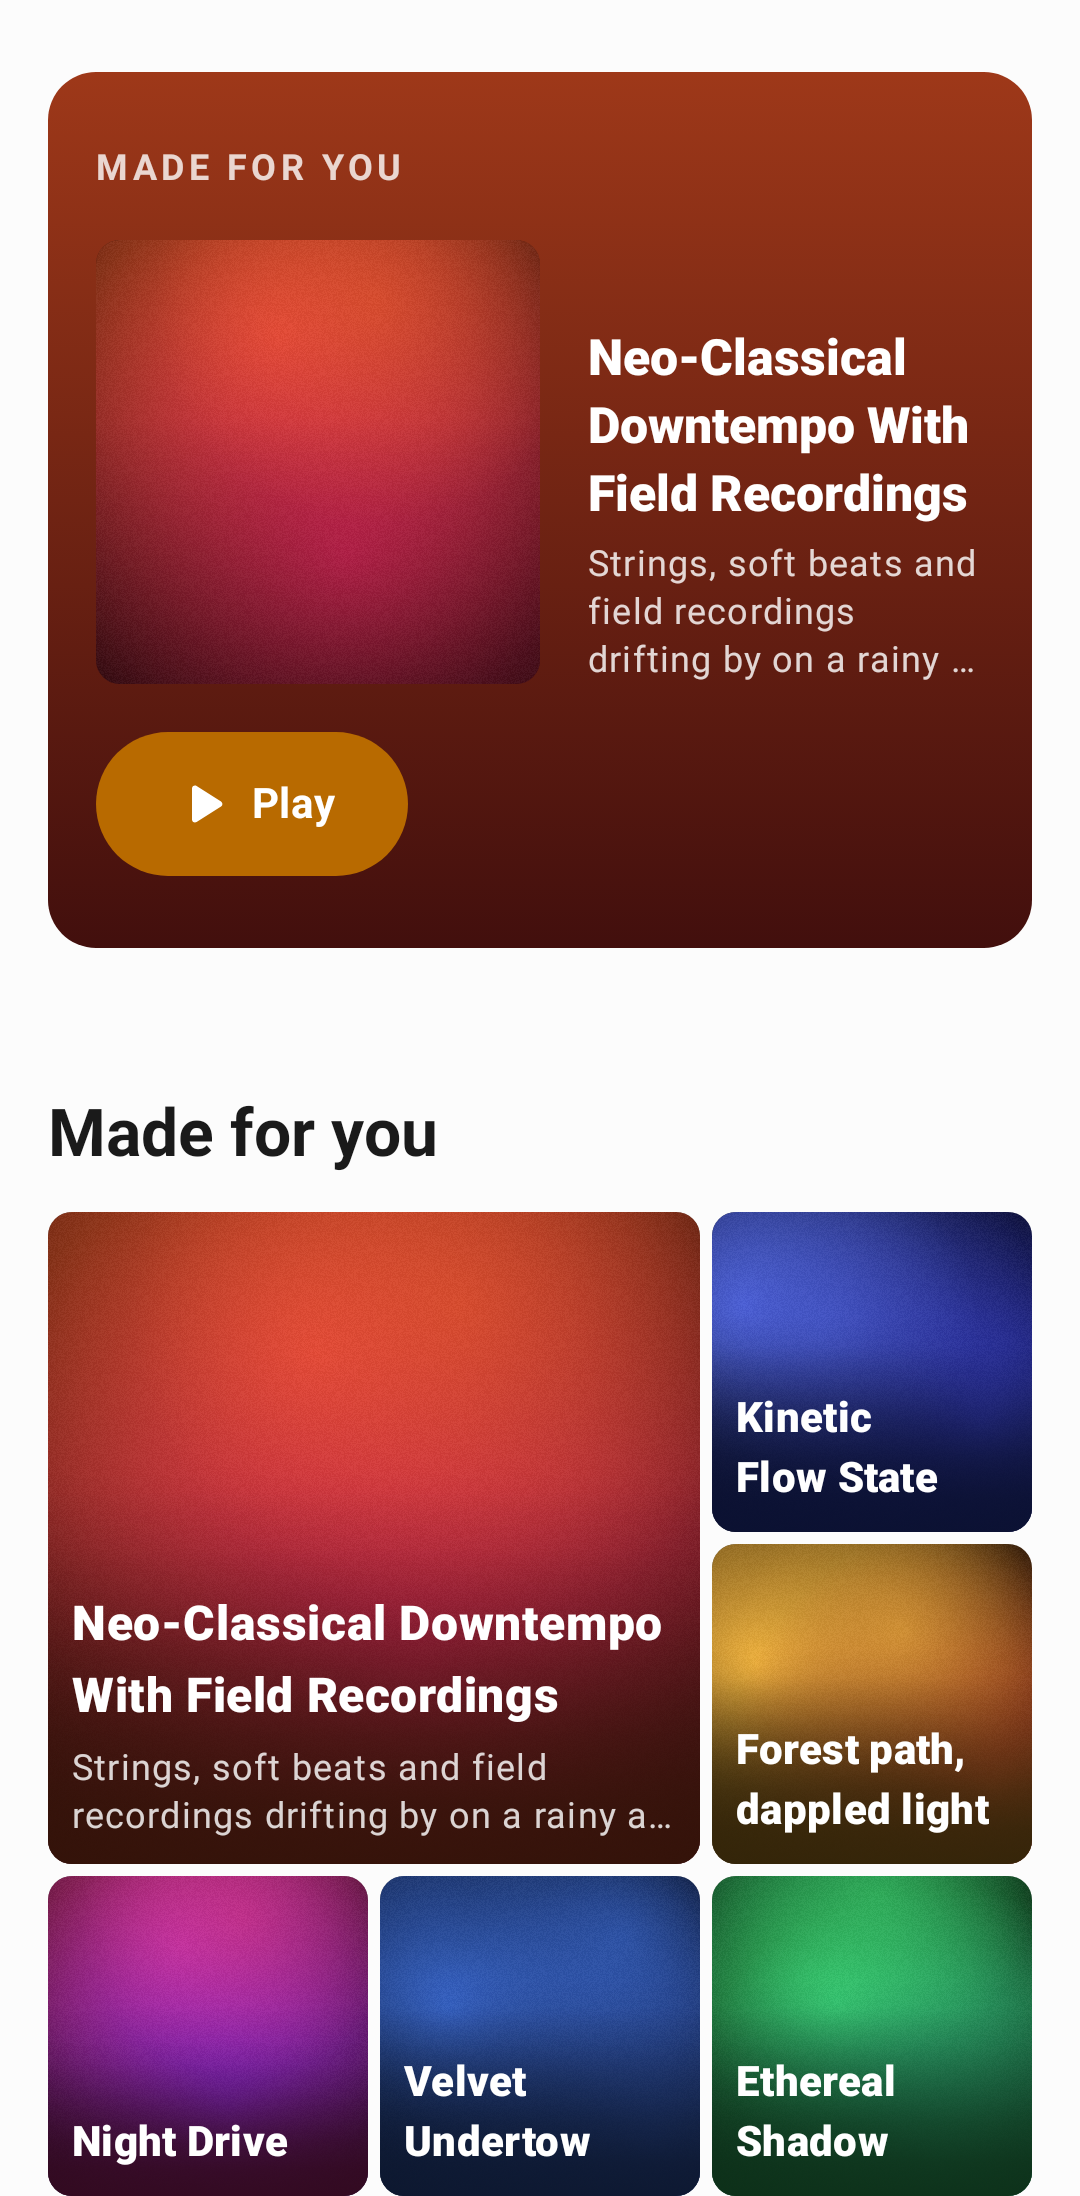 MADE FOR YOU
Neo-Classical
Downtempo With
Field Recordings
Strings, soft beats and
field recordings
drifting by on a rainy …
Play
Made for you
Neo-Classical Downtempo
With Field Recordings
Strings, soft beats and field
recordings drifting by on a rainy a…
Kinetic
Flow State
Forest path,
dappled light
Night Drive
Velvet
Undertow
Ethereal
Shadow